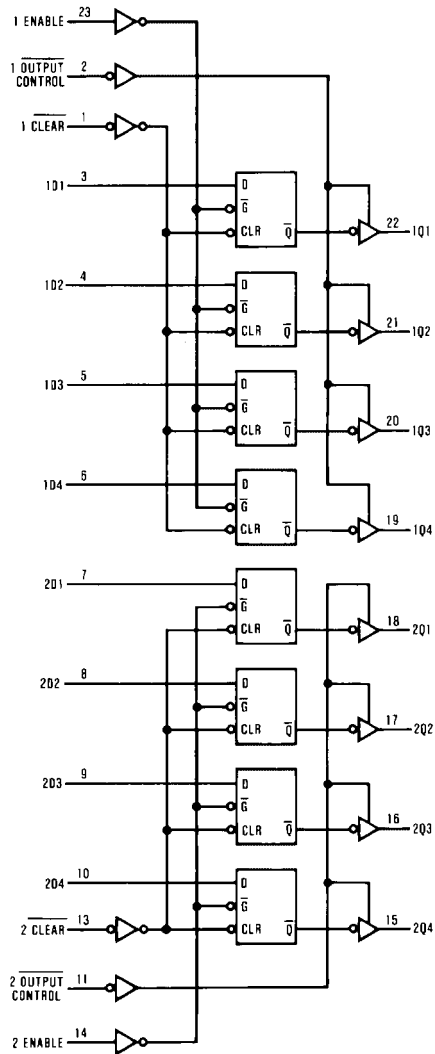 1 ENABLE 23
1 OUTPUT CONTROL 2
1 CLEAR 1
1D1 3 D
G
CLR Q 22 1Q1
1D2 4 D
G
CLR Q 21 1Q2
1D3 5 D
G
CLR Q 20 1Q3
1D4 6 D
G
CLR Q 19 1Q4
2D1 7 D
G
CLR Q 18 2Q1
2D2 8 D
G
CLR Q 17 2Q2
2D3 9 D
G
CLR Q 16 2Q3
2D4 10 D
G
2 CLEAR 13 CLR Q 15 2Q4
2 OUTPUT CONTROL 11
2 ENABLE 14